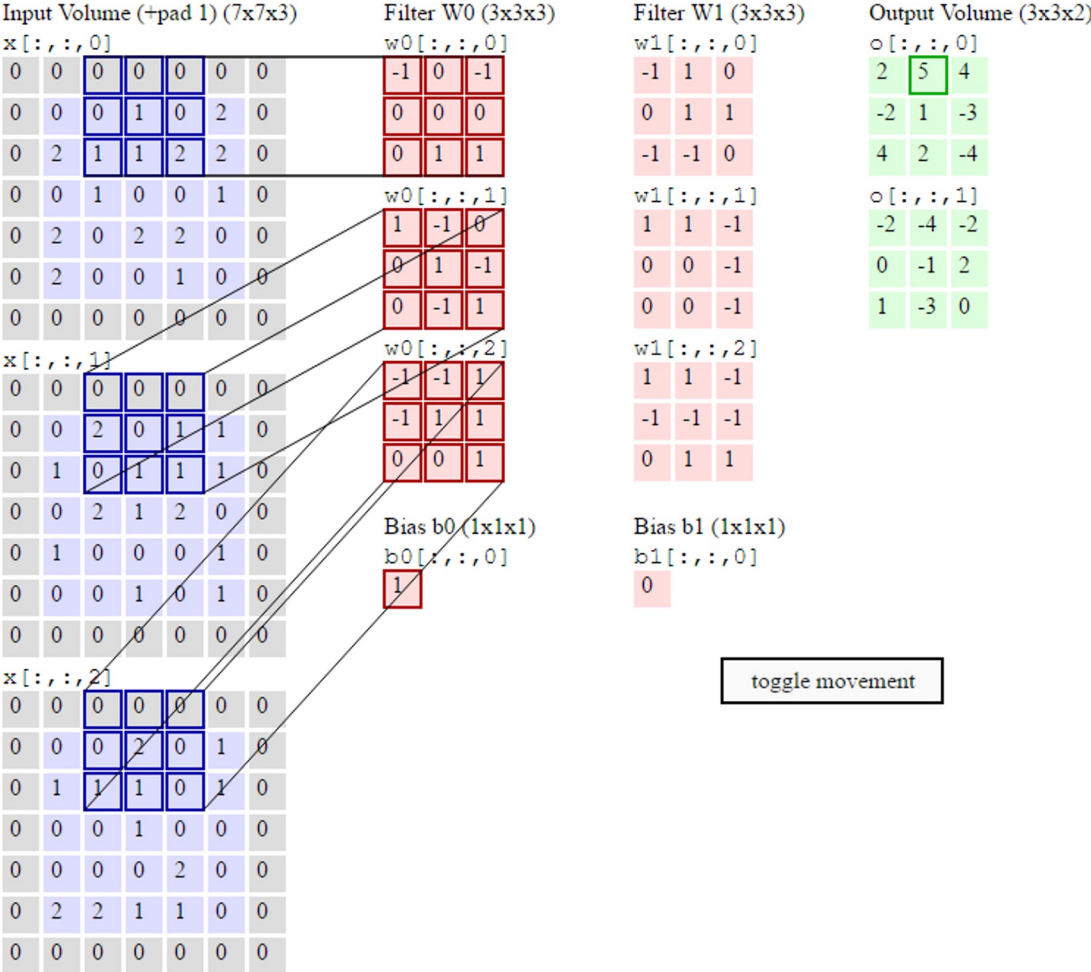 Input Volume (+pad 1) (7x7x3)
x[:,:,0]
0 0 0 0 0 0 0
0 0 0 1 0 2 0
0 2 1 1 2 2 0
0 0 1 0 0 1 0
0 2 0 2 2 0 0
0 2 0 0 1 0 0
0 0 0 0 0 0 0
x[:,:,1]
0 0 0 0 0 0 0
0 0 2 0 1 1 0
0 1 0 1 1 1 0
0 0 2 1 2 0 0
0 1 0 0 0 1 0
0 0 0 1 0 1 0
0 0 0 0 0 0 0
x[:,:,2]
0 0 0 0 0 0 0
0 0 0 2 0 1 0
0 1 1 1 0 1 0
0 0 0 1 0 0 0
0 0 0 0 2 0 0
0 2 2 1 1 0 0
0 0 0 0 0 0 0
Filter W0 (3x3x3)
w0[:,:,0]
-1 0 -1
0 0 0
0 1 1
w0[:,:,1]
1 -1 0
0 1 -1
0 -1 1
w0[:,:,2]
-1 -1 1
-1 1 1
0 0 1
Bias b0 (1x1x1)
b0[:,:,0]
1
Filter W1 (3x3x3)
w1[:,:,0]
-1 1 0
0 1 1
-1 -1 0
w1[:,:,1]
1 1 -1
0 0 -1
0 0 -1
w1[:,:,2]
1 1 -1
-1 -1 -1
0 1 1
Bias b1 (1x1x1)
b1[:,:,0]
0
Output Volume (3x3x2)
o[:,:,0]
2 5 4
-2 1 -3
4 2 -4
o[:,:,1]
-2 -4 -2
0 -1 2
1 -3 0
toggle movement